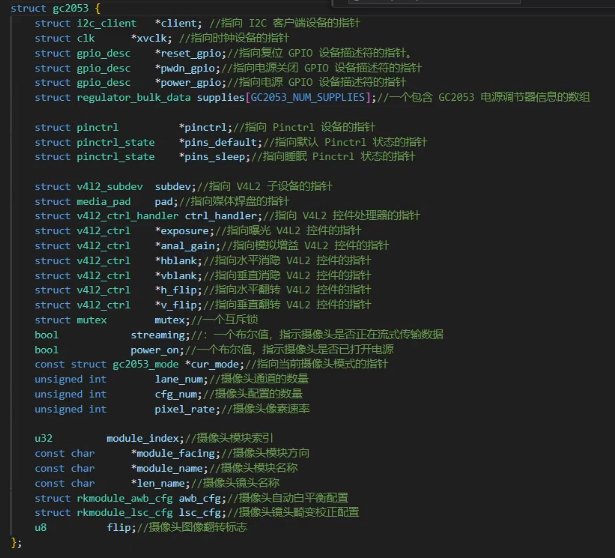 struct gc2053 {
struct i2c_client *client; //指向 I2C 客户端设备的指针
struct clk *xvclk; //指向时钟设备的指针
struct gpio_desc *reset_gpio;//指向复位 GPIO 设备描述符的指针。
struct gpio_desc *pwdn_gpio;//指向电源关闭 GPIO 设备描述符的指针
struct gpio_desc *power_gpio;//指向电源 GPIO 设备描述符的指针
struct regulator_bulk_data supplies[GC2053_NUM_SUPPLIES];//一个包含 GC2053 电源调节器信息的数组
struct pinctrl *pinctrl;//指向 Pinctrl 设备的指针
struct pinctrl_state *pins_default;//指向默认 Pinctrl 状态的指针
struct pinctrl_state *pins_sleep;//指向睡眠 Pinctrl 状态的指针
struct v4l2_subdev subdev;//指向 V4L2 子设备的指针
struct media_pad pad;//指向媒体焊盘的指针
struct v4l2_ctrl_handler ctrl_handler;//指向 V4L2 控件处理器的指针
struct v4l2_ctrl *exposure;//指向曝光 V4L2 控件的指针
struct v4l2_ctrl *anal_gain;//指向模拟增益 V4L2 控件的指针
struct v4l2_ctrl *hblank;//指向水平消隐 V4L2 控件的指针
struct v4l2_ctrl *vblank;//指向垂直消隐 V4L2 控件的指针
struct v4l2_ctrl *h_flip;//指向水平翻转 V4L2 控件的指针
struct v4l2_ctrl *v_flip;//指向垂直翻转 V4L2 控件的指针
struct mutex mutex;//一个互斥锁
bool streaming;//：一个布尔值，指示摄像头是否正在流式传输数据
bool power_on;//一个布尔值，指示摄像头是否已打开电源
const struct gc2053_mode *cur_mode;//指向当前摄像头模式的指针
unsigned int lane_num;//摄像头通道的数量
unsigned int cfg_num;//摄像头配置的数量
unsigned int pixel_rate;//摄像头像素速率
u32 module_index;//摄像头模块索引
const char *module_facing;//摄像头模块方向
const char *module_name;//摄像头模块名称
const char *len_name;//摄像头镜头名称
struct rkmodule_awb_cfg awb_cfg;//摄像头自动白平衡配置
struct rkmodule_lsc_cfg lsc_cfg;//摄像头镜头畸变校正配置
u8 flip;//摄像头图像翻转标志
};